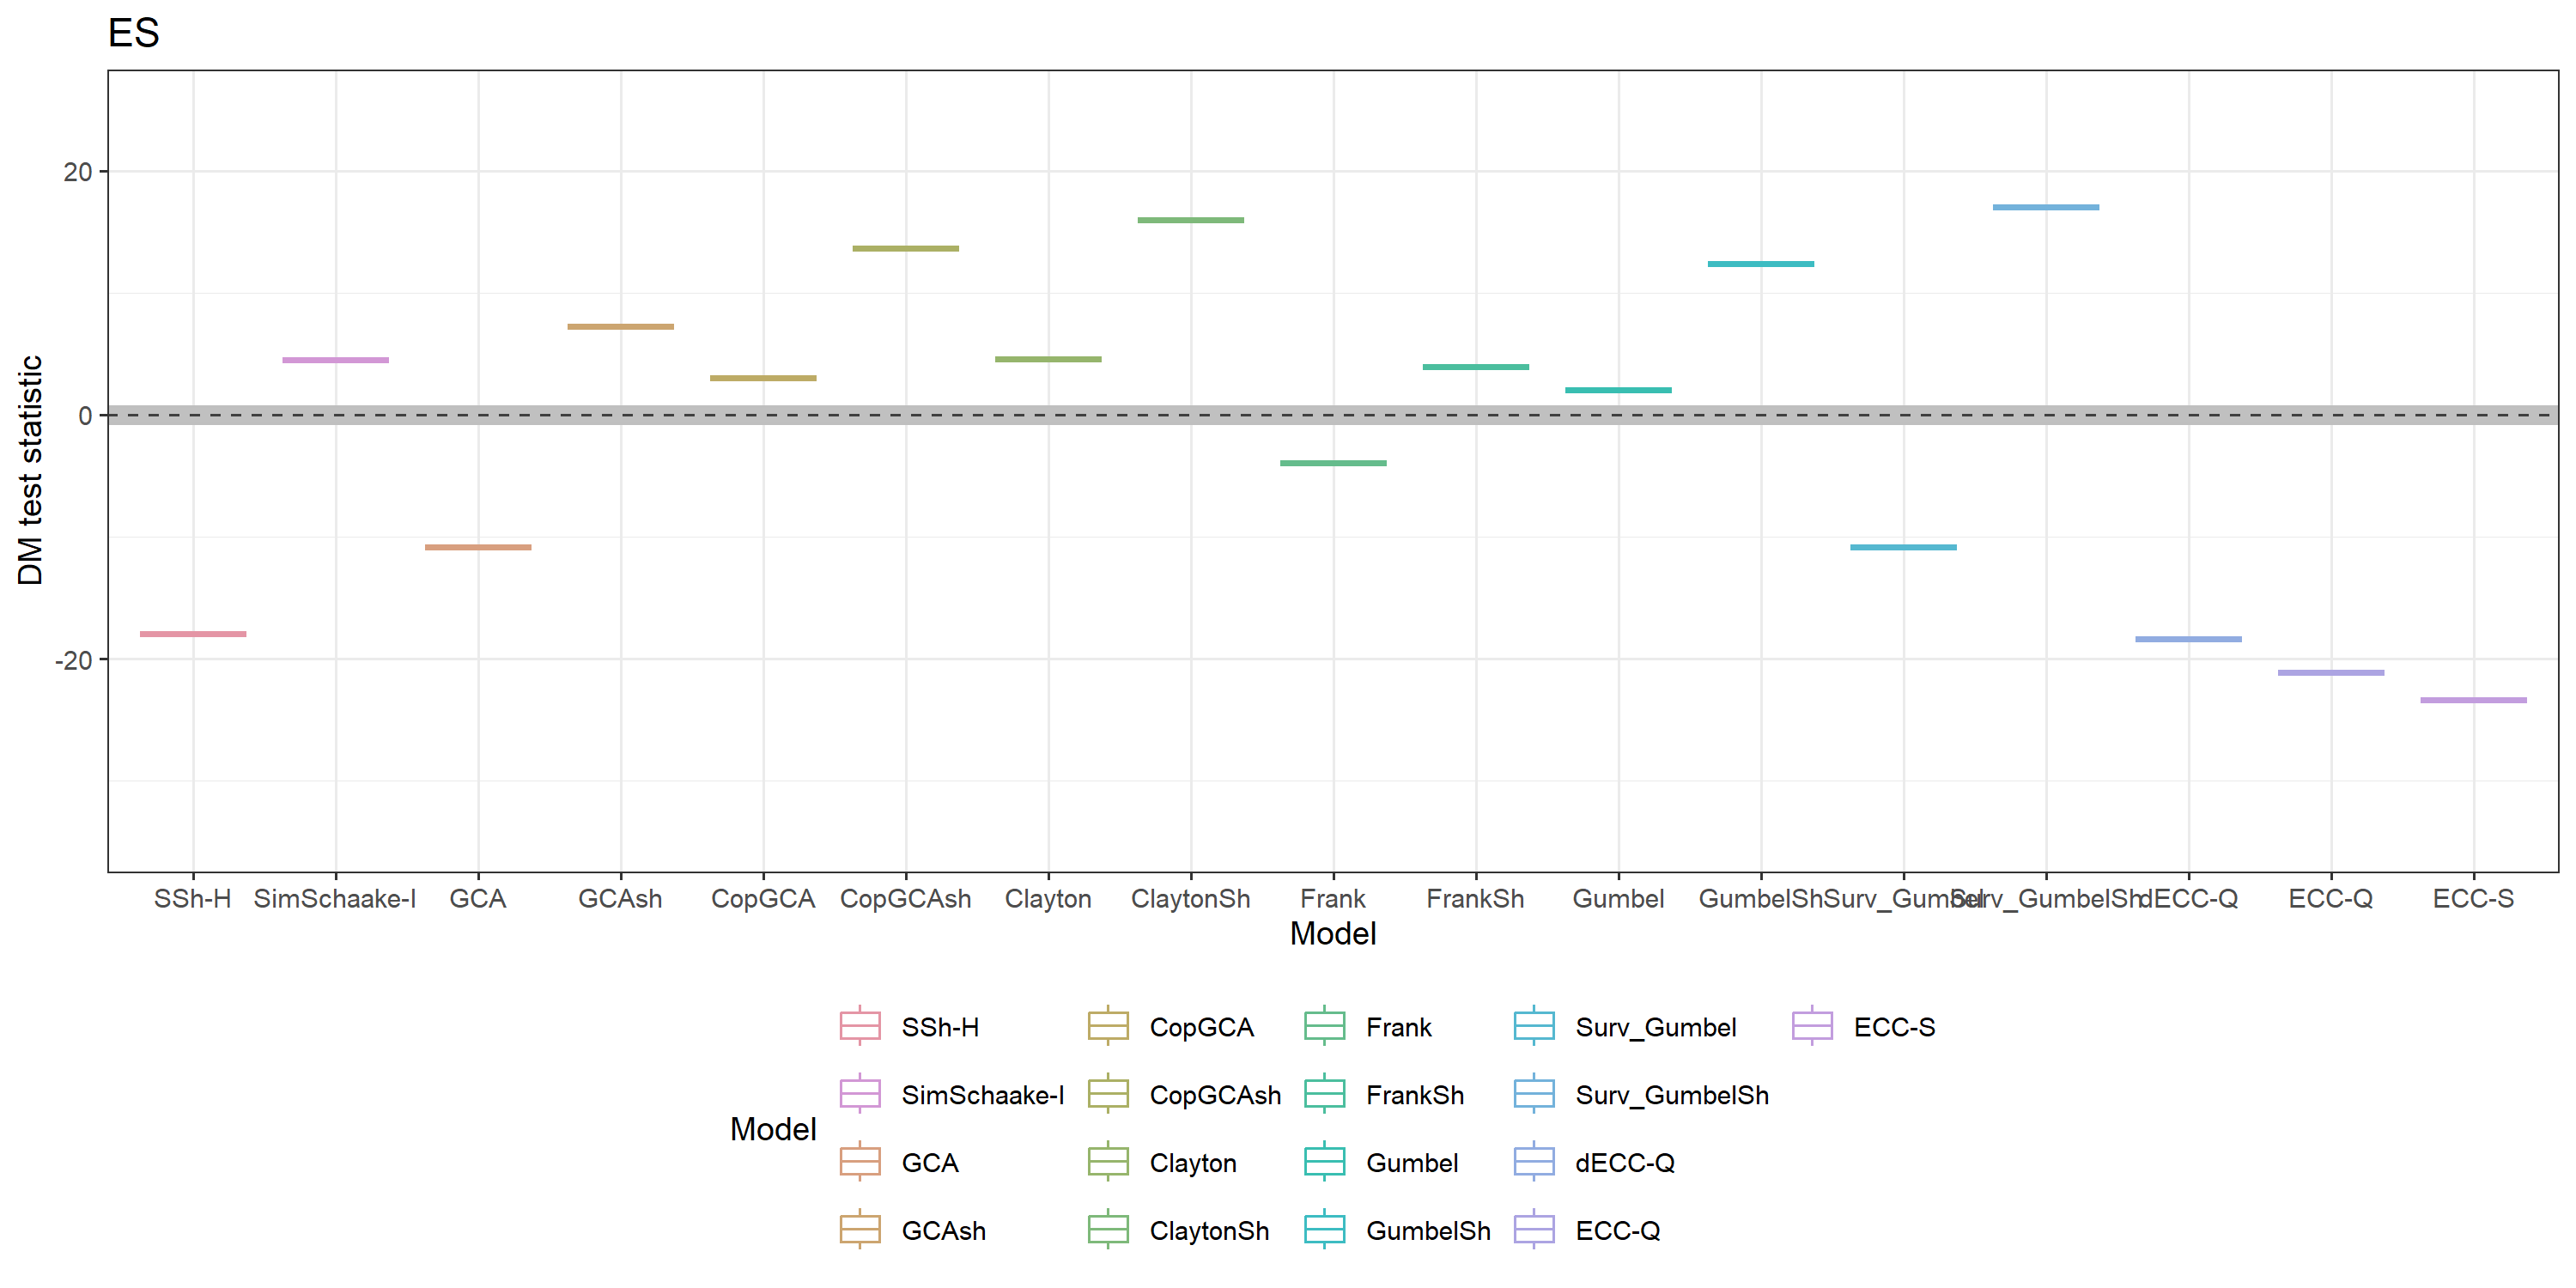 ES
20
0
-20
DM test statistic
SSh-H SimSchaake-I GCA GCAsh CopGCA CopGCAsh Clayton ClaytonSh Frank FrankSh Gumbel GumbelSh Surv_Gumbel Surv_GumbelSh dECC-Q ECC-Q ECC-S
Model
Model
SSh-H CopGCA Frank Surv_Gumbel ECC-S
SimSchaake-I CopGCAsh FrankSh Surv_GumbelSh
GCA Clayton Gumbel dECC-Q
GCAsh ClaytonSh GumbelSh ECC-Q